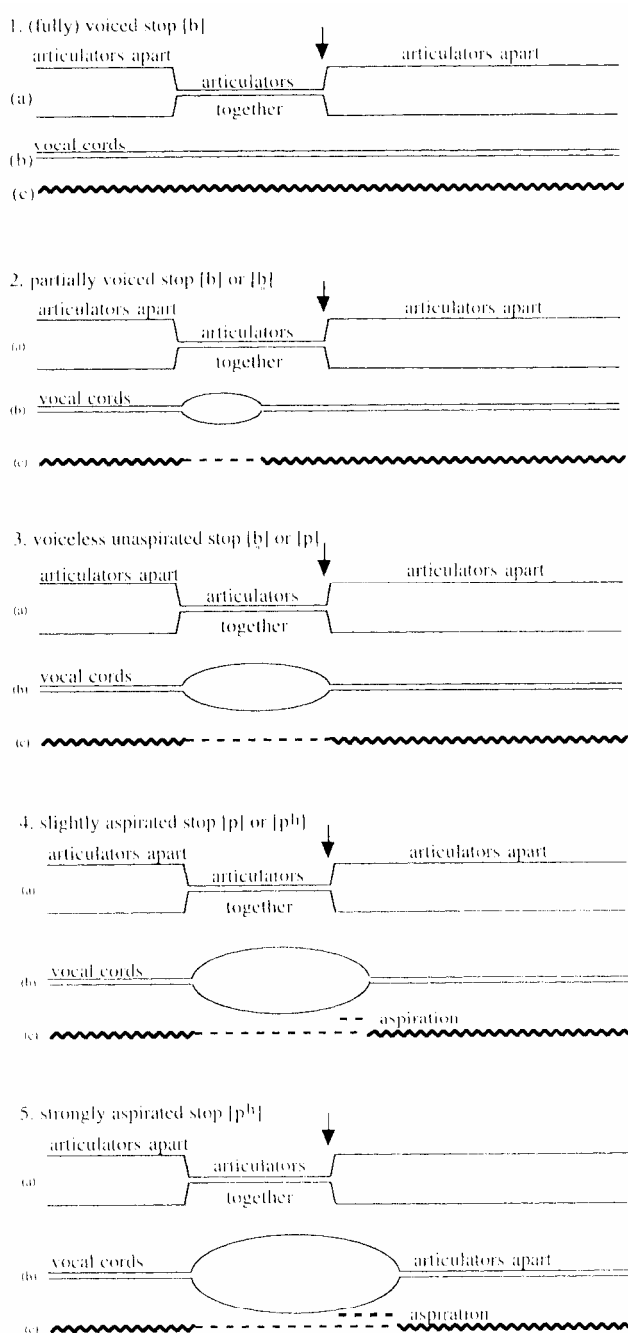 1. (fully) voiced stop [b]
articulators apart articulators apart
articulators
(a)
together
vocal cords
(b)
(c)
2. partially voiced stop [b] or [b̥]
articulators apart articulators apart
articulators
(a)
together
vocal cords
(b)
(c)
3. voiceless unaspirated stop [b̥] or [p]
articulators apart articulators apart
articulators
(a)
together
vocal cords
(b)
(c)
4. slightly aspirated stop [p] or [pʰ]
articulators apart articulators apart
articulators
(a)
together
vocal cords
(b)
aspiration
(c)
5. strongly aspirated stop [pʰ]
articulators apart
articulators
(a)
together
vocal cords articulators apart
(b)
aspiration
(c)